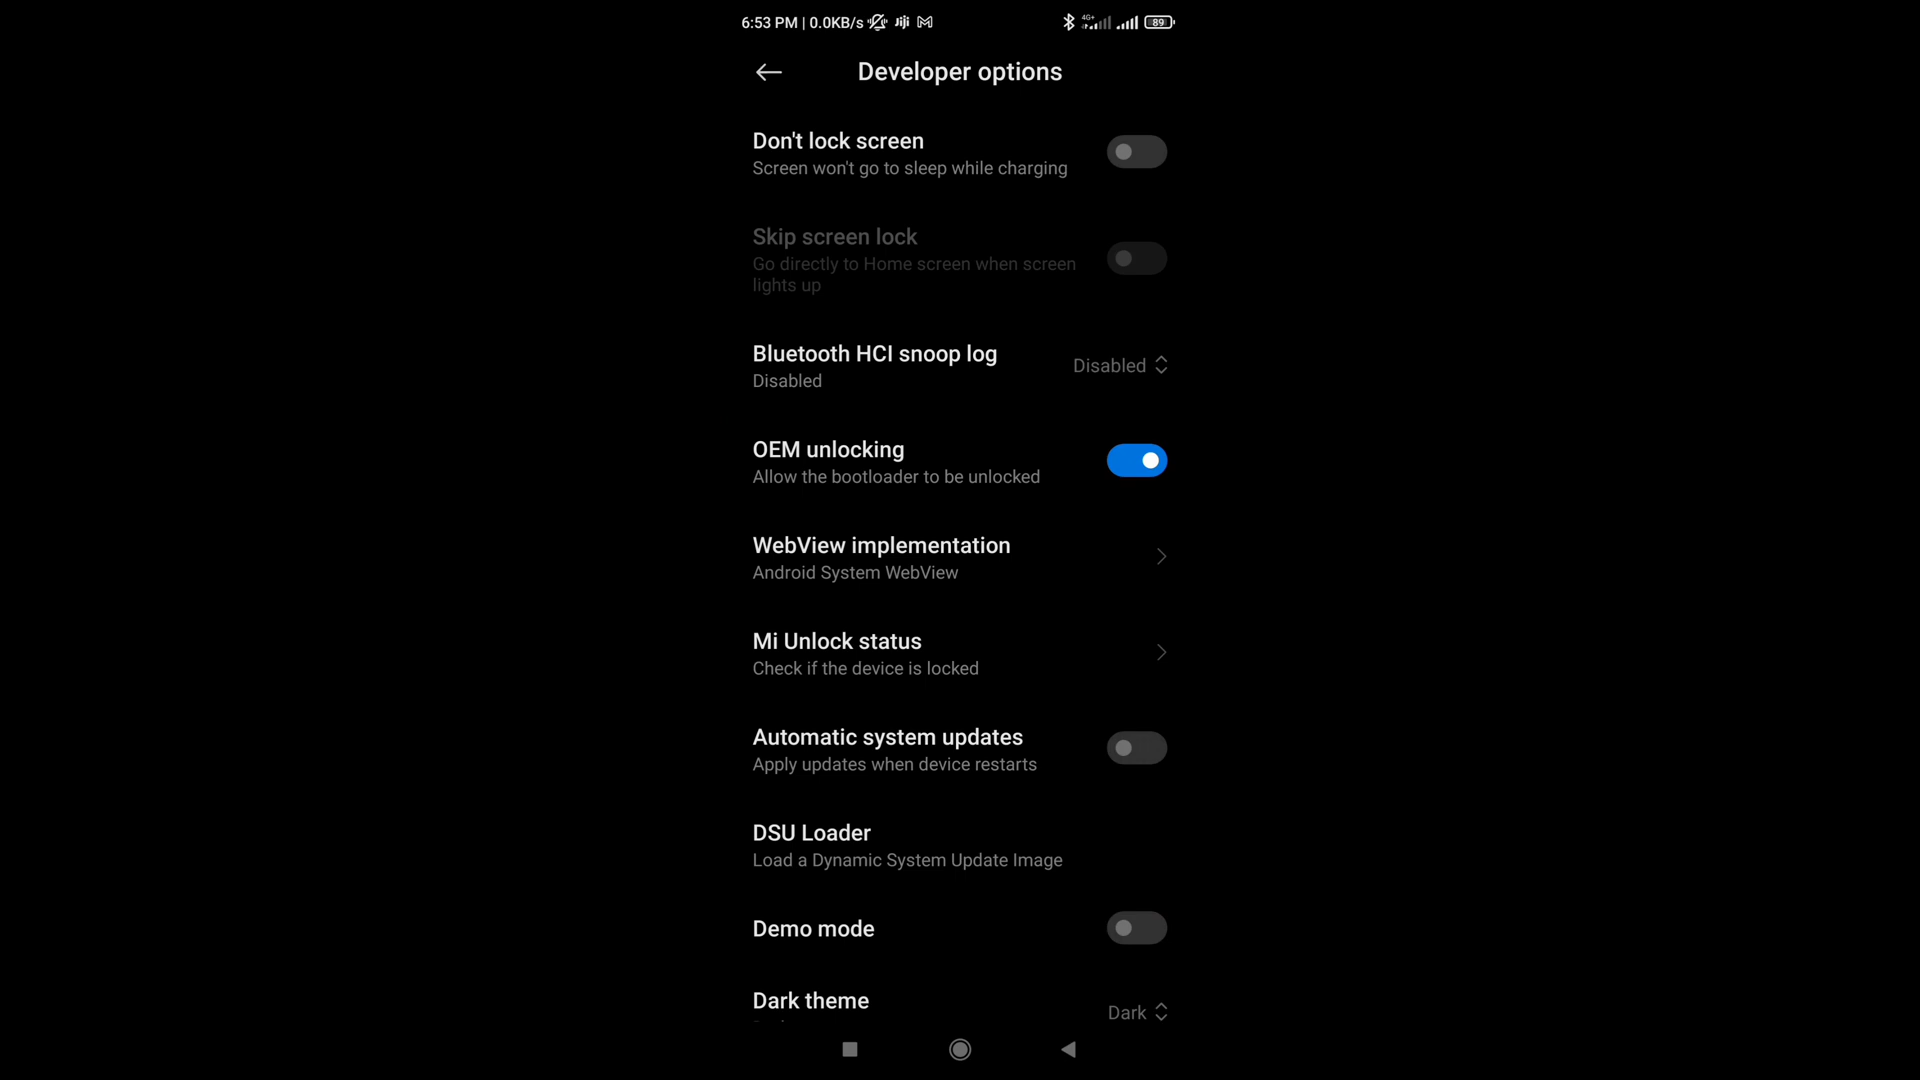 6:53 PM | 0.0KB/s Jiji 4G+ 89
Developer options
Don't lock screen
Screen won't go to sleep while charging
Skip screen lock
Go directly to Home screen when screen
lights up
Bluetooth HCI snoop log
Disabled
Disabled
OEM unlocking
Allow the bootloader to be unlocked
WebView implementation
Android System WebView
Mi Unlock status
Check if the device is locked
Automatic system updates
Apply updates when device restarts
DSU Loader
Load a Dynamic System Update Image
Demo mode
Dark theme
Dark